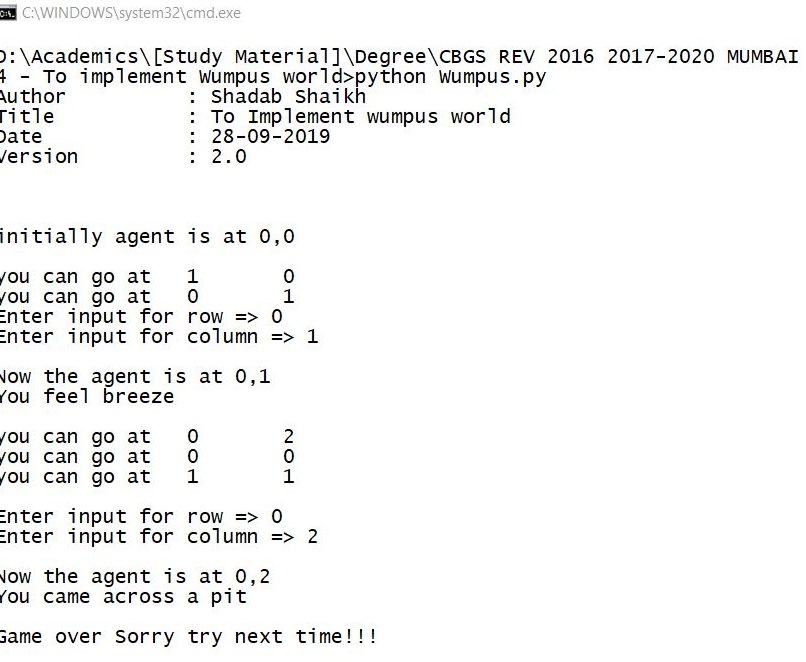 C:\WINDOWS\system32\cmd.exe
D:\Academics\[Study Material]\Degree\CBGS REV 2016 2017-2020 MUMBAI
4 - To implement Wumpus world>python Wumpus.py
Author : Shadab Shaikh
Title : To Implement wumpus world
Date : 28-09-2019
Version : 2.0
initially agent is at 0,0
you can go at 1 0
you can go at 0 1
Enter input for row => 0
Enter input for column => 1
Now the agent is at 0,1
You feel breeze
you can go at 0 2
you can go at 0 0
you can go at 1 1
Enter input for row => 0
Enter input for column => 2
Now the agent is at 0,2
You came across a pit
Game over Sorry try next time!!!